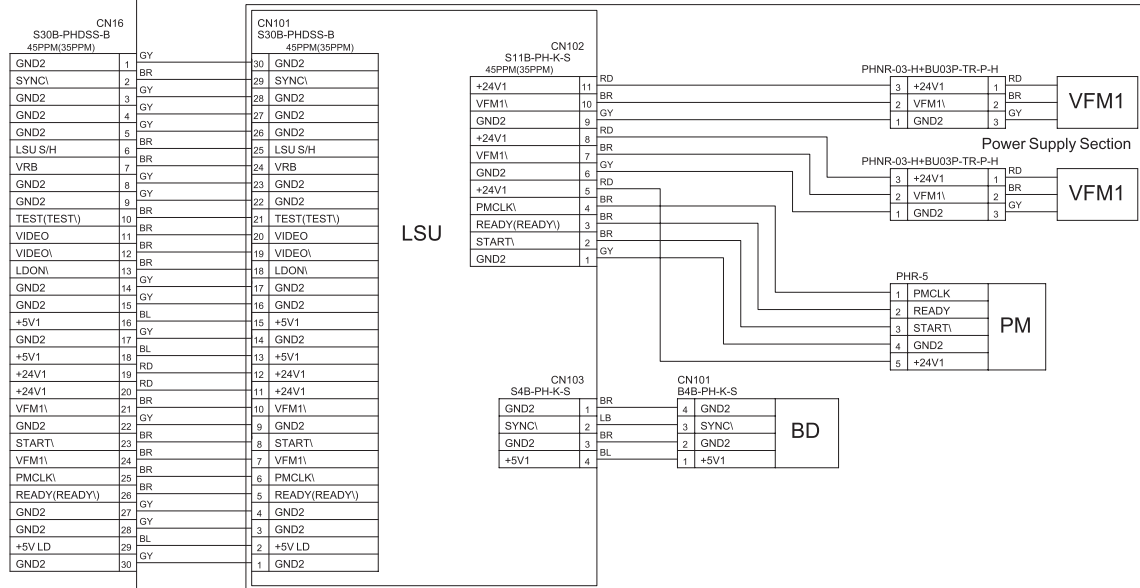 CN16
S30B-PHDSS-B
45PPM(35PPM)
GND2 1 GY
SYNC\ 2 BR
GND2 3 GY
GND2 4 GY
GND2 5 GY
LSU S/H 6 BR
VRB 7 BR
GND2 8 GY
GND2 9 GY
TEST(TEST\) 10 BR
VIDEO 11 BR
VIDEO\ 12 BR
LDON\ 13 BR
GND2 14 GY
GND2 15 GY
+5V1 16 BL
GND2 17 GY
+5V1 18 BL
+24V1 19 RD
+24V1 20 RD
VFM1\ 21 BR
GND2 22 GY
START\ 23 BR
VFM1\ 24 BR
PMCLK\ 25 BR
READY(READY\) 26 BR
GND2 27 GY
GND2 28 GY
+5V LD 29 BL
GND2 30 GY
CN101
S30B-PHDSS-B
45PPM(35PPM)
30 GND2
29 SYNC\
28 GND2
27 GND2
26 GND2
25 LSU S/H
24 VRB
23 GND2
22 GND2
21 TEST(TEST\)
20 VIDEO
19 VIDEO\
18 LDON\
17 GND2
16 GND2
15 +5V1
14 GND2
13 +5V1
12 +24V1
11 +24V1
10 VFM1\
9 GND2
8 START\
7 VFM1\
6 PMCLK\
5 READY(READY\)
4 GND2
3 GND2
2 +5V LD
1 GND2
LSU
CN102
S11B-PH-K-S
45PPM(35PPM)
+24V1 11 RD
VFM1\ 10 BR
GND2 9 GY
+24V1 8 RD
VFM1\ 7 BR
GND2 6 GY
+24V1 5 RD
PMCLK\ 4 BR
READY(READY\) 3 BR
START\ 2 BR
GND2 1 GY
PHNR-03-H+BU03P-TR-P-H
3 +24V1 1 RD
2 VFM1\ 2 BR
1 GND2 3 GY
VFM1
Power Supply Section
PHNR-03-H+BU03P-TR-P-H
3 +24V1 1 RD
2 VFM1\ 2 BR
1 GND2 3 GY
VFM1
PHR-5
1 PMCLK
2 READY
3 START\
4 GND2
5 +24V1
PM
CN103
S4B-PH-K-S
GND2 1 BR
SYNC\ 2 LB
GND2 3 BR
+5V1 4 BL
CN101
B4B-PH-K-S
4 GND2
3 SYNC\
2 GND2
1 +5V1
BD